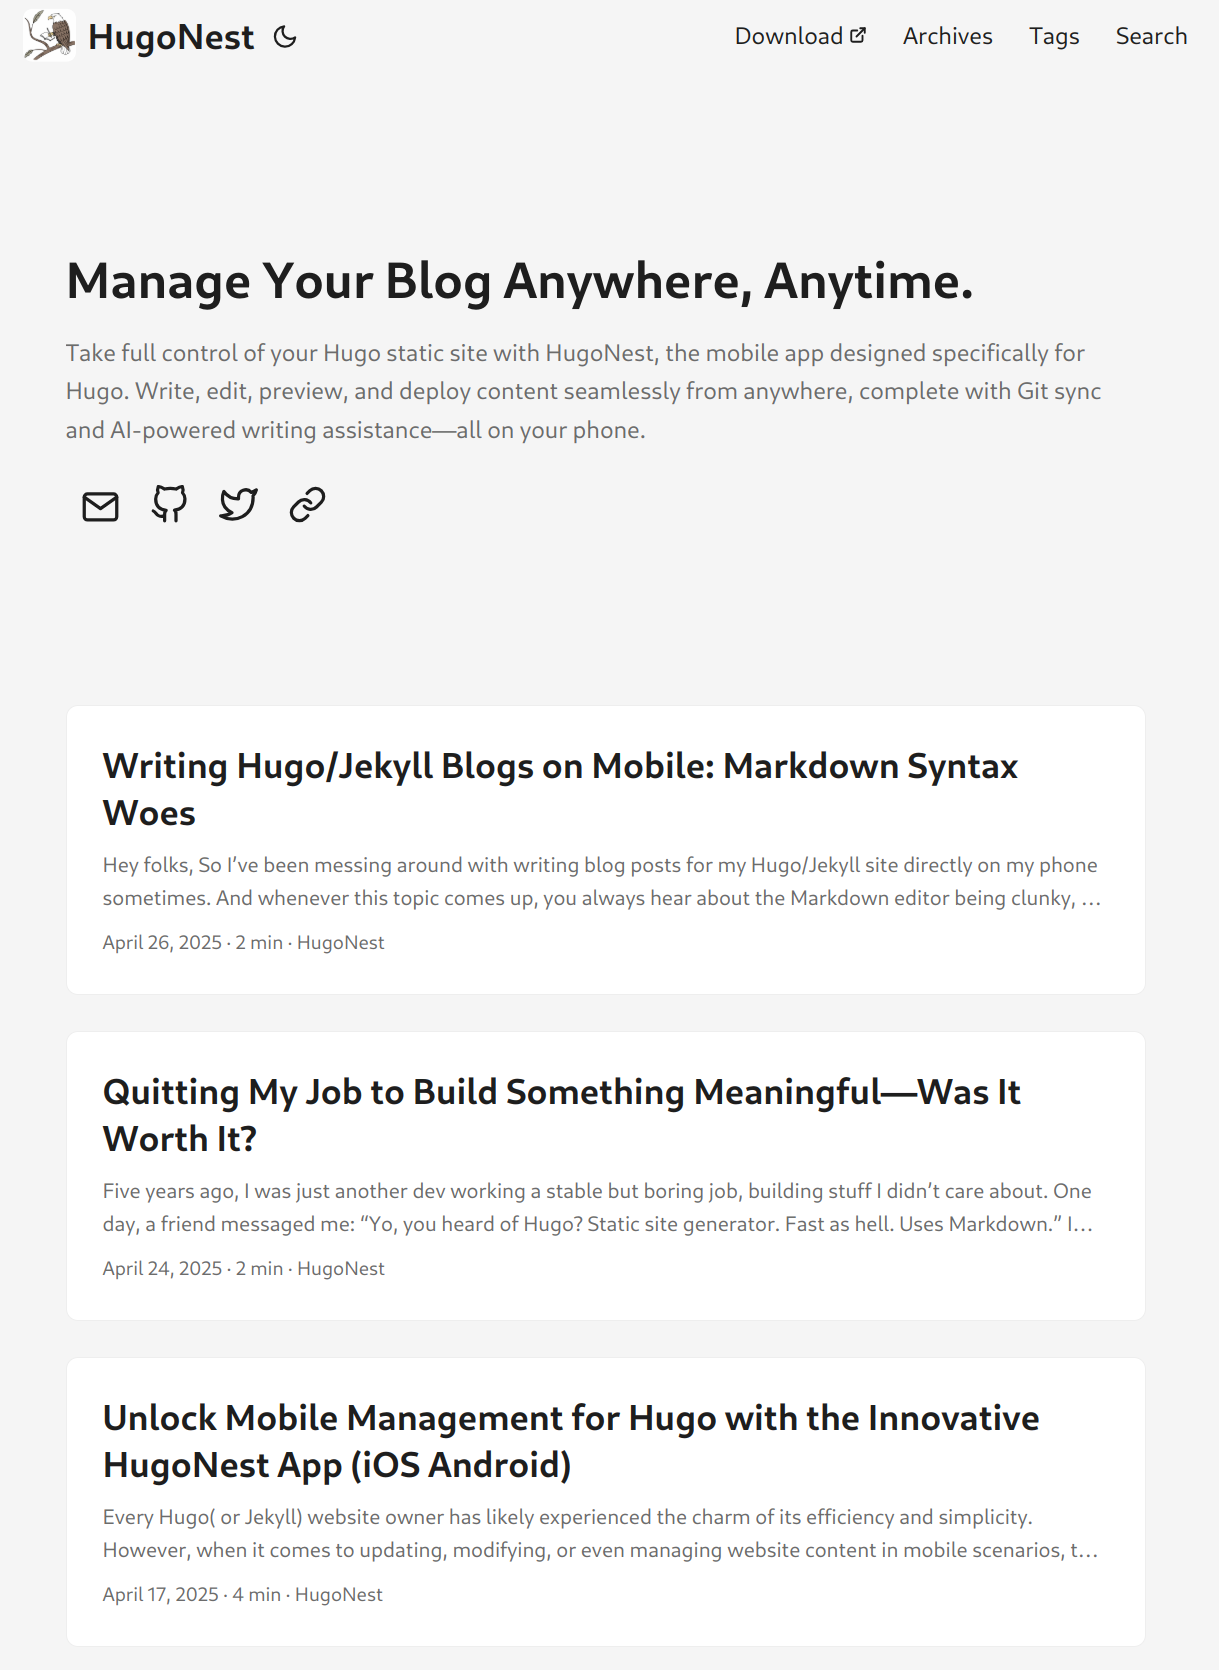 HugoNest
Download
Archives
Tags
Search
Manage Your Blog Anywhere, Anytime.
Take full control of your Hugo static site with HugoNest, the mobile app designed specifically for
Hugo. Write, edit, preview, and deploy content seamlessly from anywhere, complete with Git sync
and AI-powered writing assistance—all on your phone.
Writing Hugo/Jekyll Blogs on Mobile: Markdown Syntax
Woes
Hey folks, So I’ve been messing around with writing blog posts for my Hugo/Jekyll site directly on my phone
sometimes. And whenever this topic comes up, you always hear about the Markdown editor being clunky, …
April 26, 2025 · 2 min · HugoNest
Quitting My Job to Build Something Meaningful—Was It
Worth It?
Five years ago, I was just another dev working a stable but boring job, building stuff I didn’t care about. One
day, a friend messaged me: “Yo, you heard of Hugo? Static site generator. Fast as hell. Uses Markdown.” I…
April 24, 2025 · 2 min · HugoNest
Unlock Mobile Management for Hugo with the Innovative
HugoNest App (iOS Android)
Every Hugo( or Jekyll) website owner has likely experienced the charm of its efficiency and simplicity.
However, when it comes to updating, modifying, or even managing website content in mobile scenarios, t…
April 17, 2025 · 4 min · HugoNest